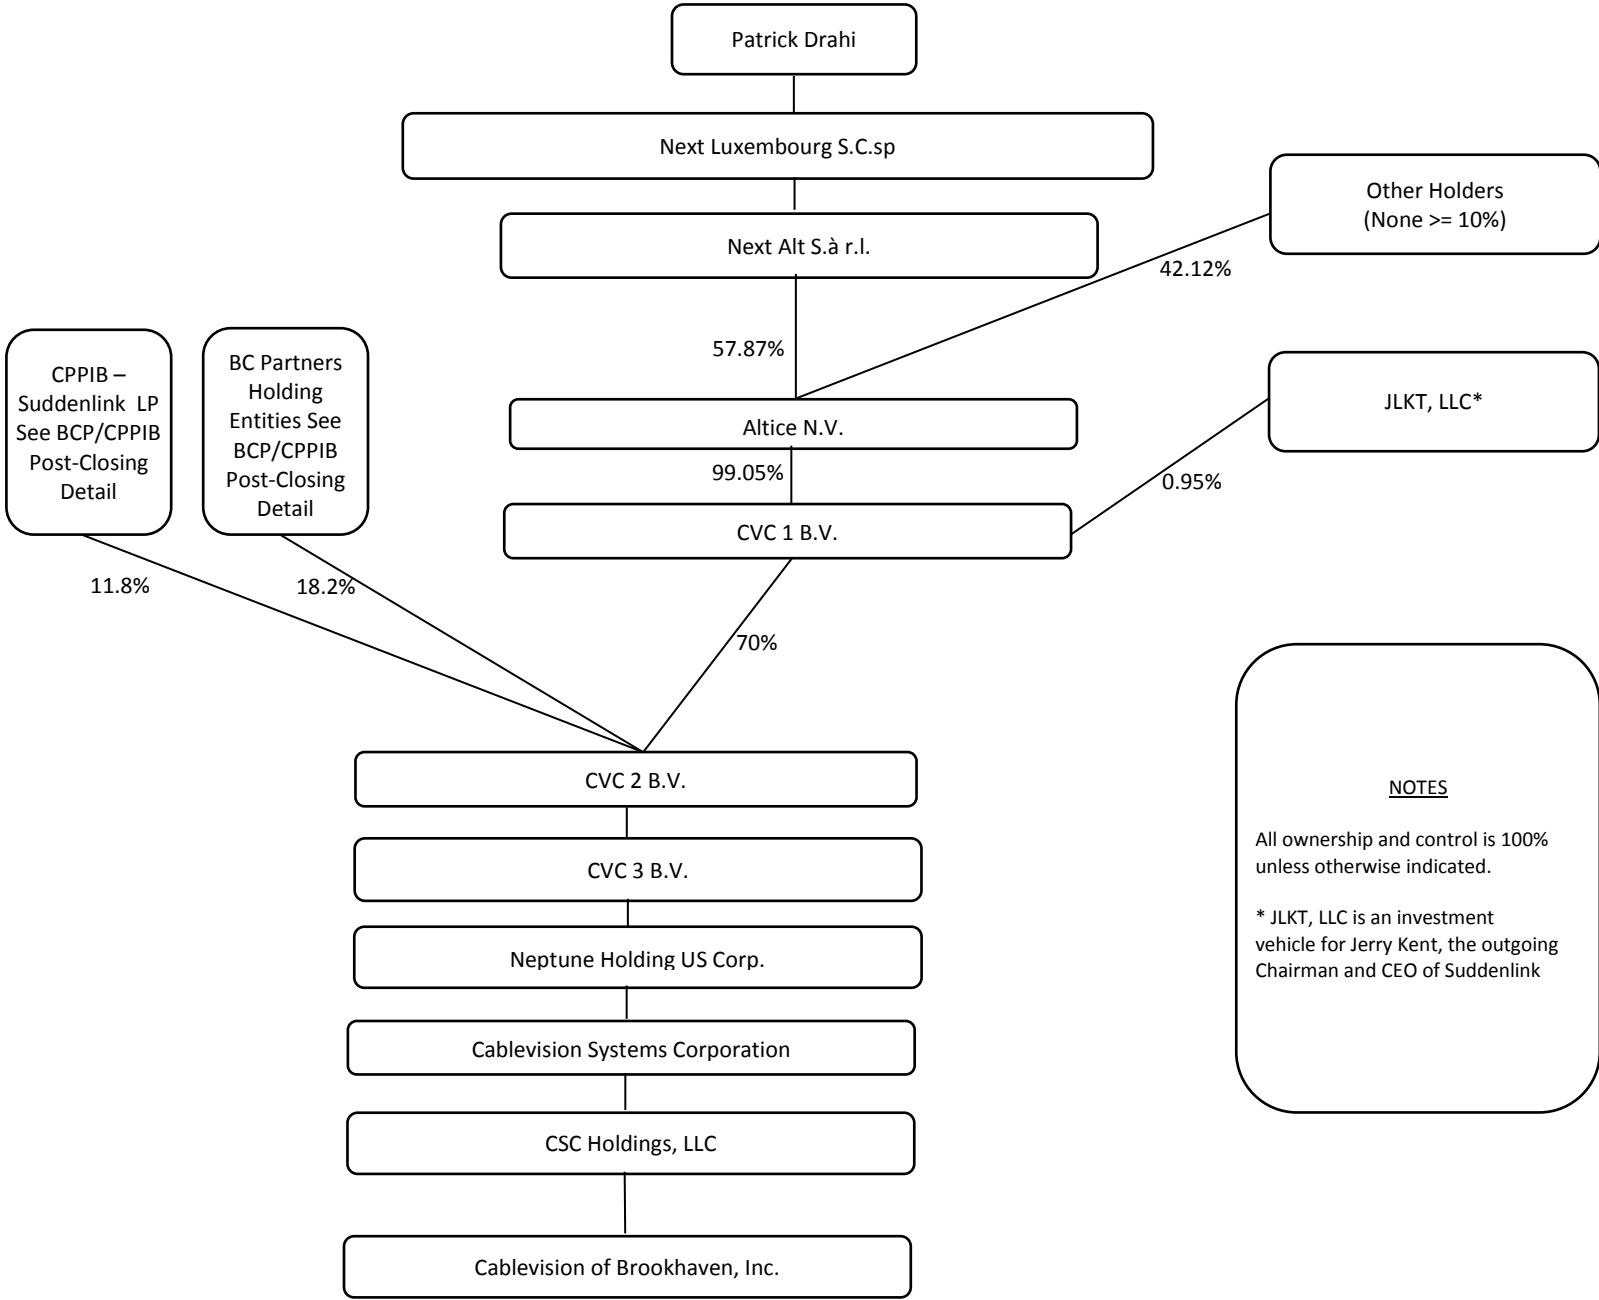 Patrick Drahi
Next Luxembourg S.C.sp
Other Holders
(None >= 10%)
Next Alt S.à r.l.
42.12%
57.87%
CPPIB –
Suddenlink LP
See BCP/CPPIB
Post-Closing
Detail
BC Partners
Holding
Entities See
BCP/CPPIB
Post-Closing
Detail
JLKT, LLC*
Altice N.V.
99.05%
0.95%
CVC 1 B.V.
11.8%
18.2%
70%
CVC 2 B.V.
CVC 3 B.V.
Neptune Holding US Corp.
Cablevision Systems Corporation
CSC Holdings, LLC
Cablevision of Brookhaven, Inc.
NOTES
All ownership and control is 100%
unless otherwise indicated.
* JLKT, LLC is an investment
vehicle for Jerry Kent, the outgoing
Chairman and CEO of Suddenlink